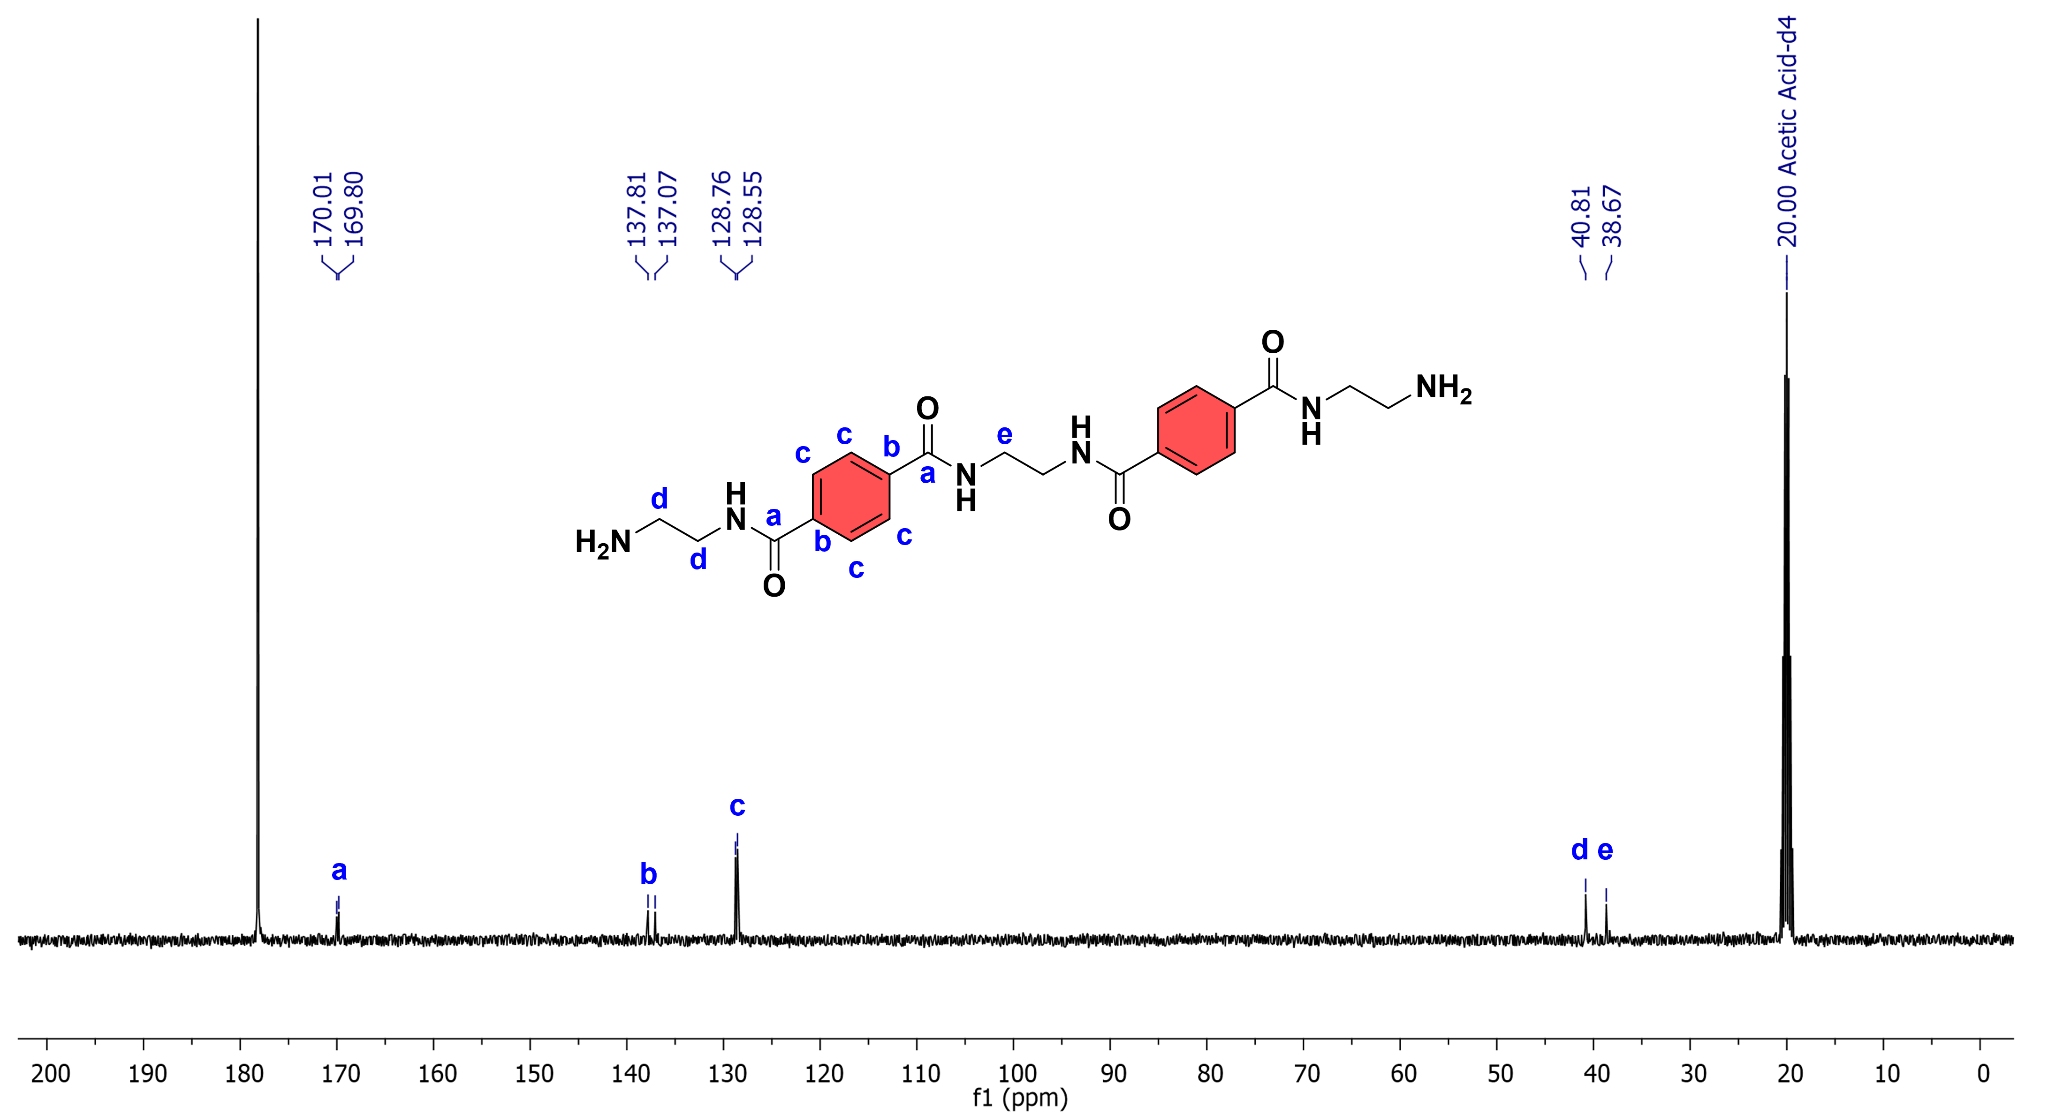 170.01
169.80
137.81
137.07
128.76
128.55
40.81
38.67
20.00 Acetic Acid-d4
O
NH2
N
H
O
H
N
e
c
b
c
a
N
H
O
d
H
N
a
c
H2N
b
d
c
O
c
d e
a
b
200 190 180 170 160 150 140 130 120 110 100 90 80 70 60 50 40 30 20 10 0
f1 (ppm)